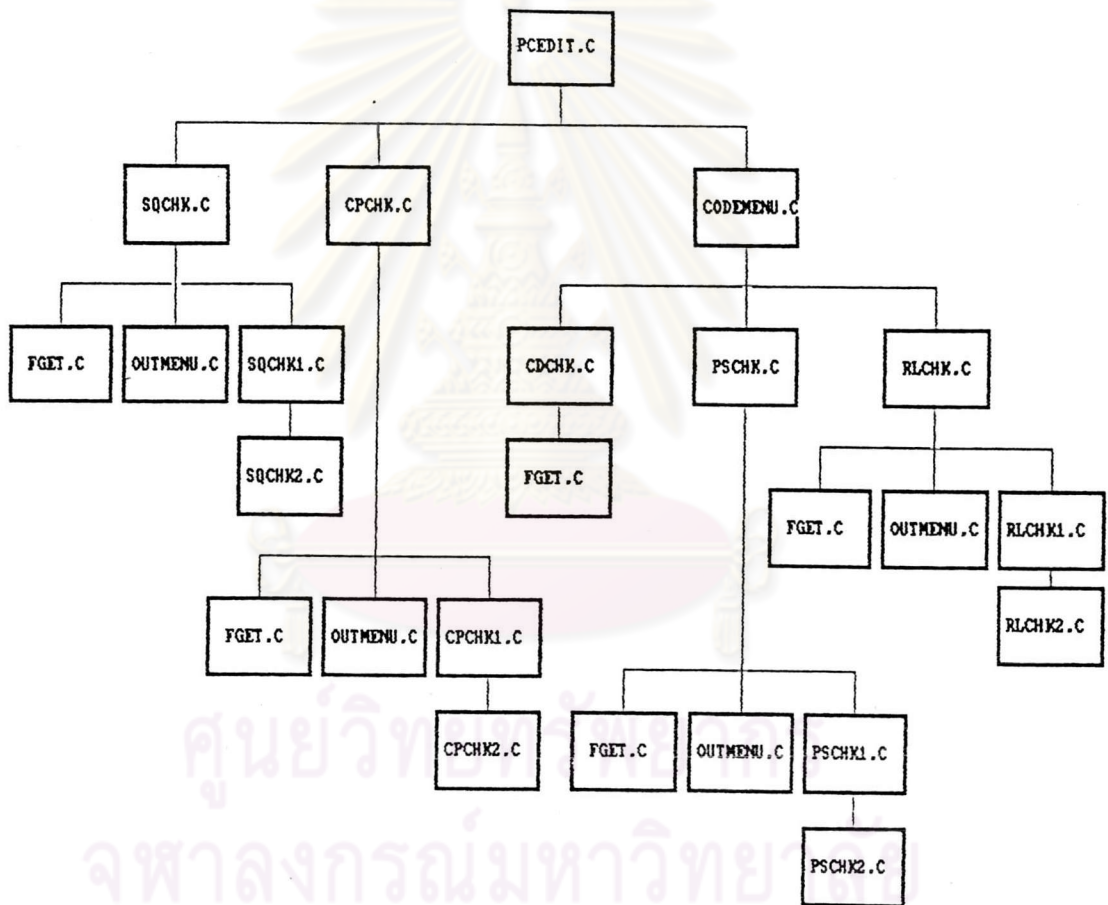 PCEDIT.C
SQCHK.C
CPCHK.C
CODEMENU.C
FGET.C
OUTMENU.C
SQCHK1.C
CDCHK.C
PSCHK.C
RLCHK.C
SQCHK2.C
FGET.C
FGET.C
OUTMENU.C
RLCHK1.C
FGET.C
OUTMENU.C
CPCHK1.C
RLCHK2.C
CPCHK2.C
FGET.C
OUTMENU.C
PSCHK1.C
PSCHK2.C
ศูนย์วิทยทรัพยากร
จุฬาลงกรณ์มหาวิทยาลัย